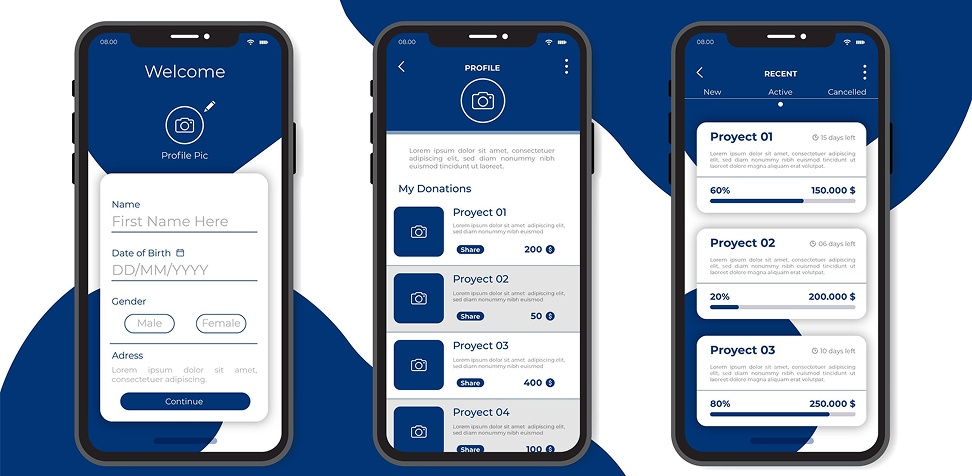 08.00
Welcome
Profile Pic
Name
First Name Here
Date of Birth
DD/MM/YYYY
Gender
Male Female
Adress
Lorem ipsum dolor sit amet,
consectetuer adipiscing.
Continue
08.00
PROFILE
Lorem ipsum dolor sit amet, consectetuer
adipiscing elit, sed diam nonummy nibh
euismod tincidunt ut laoreet.
My Donations
Proyect 01
Lorem ipsum dolor sit amet adipiscing elit,
sed diam nonummy nibh euismod
Share 200 $
Proyect 02
Lorem ipsum dolor sit amet adipiscing elit,
sed diam nonummy nibh euismod
Share 50 $
Proyect 03
Lorem ipsum dolor sit amet adipiscing elit,
sed diam nonummy nibh euismod
Share 400 $
Proyect 04
Lorem ipsum dolor sit amet adipiscing elit,
sed diam nonummy nibh euismod
Share 100 $
08.00
RECENT
New Active Cancelled
Proyect 01 15 days left
Lorem ipsum dolor sit amet, consectetuer
adipiscing elit, sed diam nonummy nibh euismod tincidunt ut
laoreet dolore magna aliquam erat volutpat.
60% 150.000 $
Proyect 02 06 days left
Lorem ipsum dolor sit amet, consectetuer
adipiscing elit, sed diam nonummy nibh euismod tincidunt ut
laoreet dolore magna aliquam erat volutpat.
20% 200.000 $
Proyect 03 10 days left
Lorem ipsum dolor sit amet, consectetuer
adipiscing elit, sed diam nonummy nibh euismod tincidunt ut
laoreet dolore magna aliquam erat volutpat.
80% 250.000 $